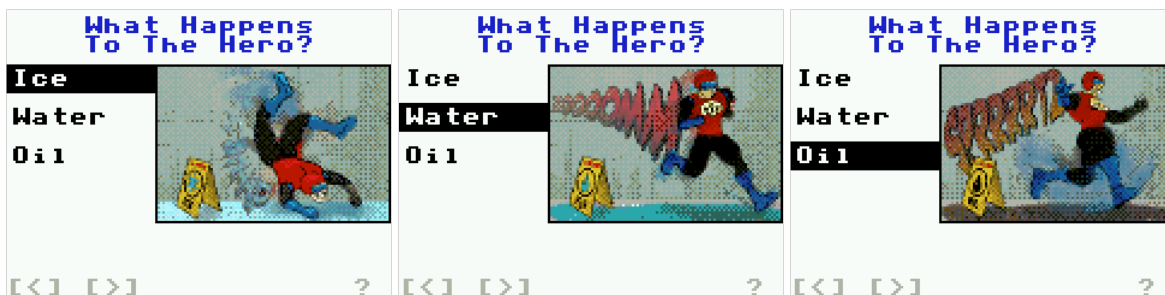 What Happens
To The Hero?
Ice
Water
Oil
[<] [>] ?
What Happens
To The Hero?
Ice
Water
Oil
[<] [>] ?
What Happens
To The Hero?
Ice
Water
Oil
[<] [>] ?